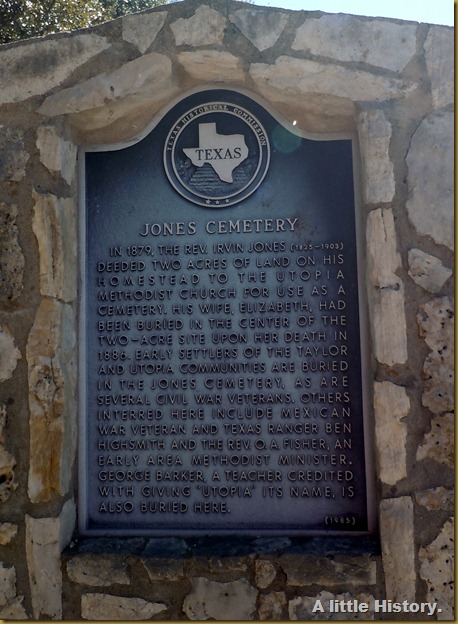 TEXAS HISTORICAL COMMISSION
TEXAS
JONES CEMETERY
IN 1879, THE REV. IRVIN JONES (1825-1903)
DEEDED TWO ACRES OF LAND ON HIS
HOMESTEAD TO THE UTOPIA
METHODIST CHURCH FOR USE AS A
CEMETERY. HIS WIFE, ELIZABETH, HAD
BEEN BURIED IN THE CENTER OF THE
TWO-ACRE SITE UPON HER DEATH IN
1886. EARLY SETTLERS OF THE TAYLOR
AND UTOPIA COMMUNITIES ARE BURIED
IN THE JONES CEMETERY, AS ARE
SEVERAL CIVIL WAR VETERANS. OTHERS
INTERRED HERE INCLUDE MEXICAN
WAR VETERAN AND TEXAS RANGER BEN
HIGHSMITH AND THE REV. O.A. FISHER, AN
EARLY AREA METHODIST MINISTER.
GEORGE BARKER, A TEACHER CREDITED
WITH GIVING "UTOPIA" ITS NAME, IS
ALSO BURIED HERE.
(1985)
A little History.